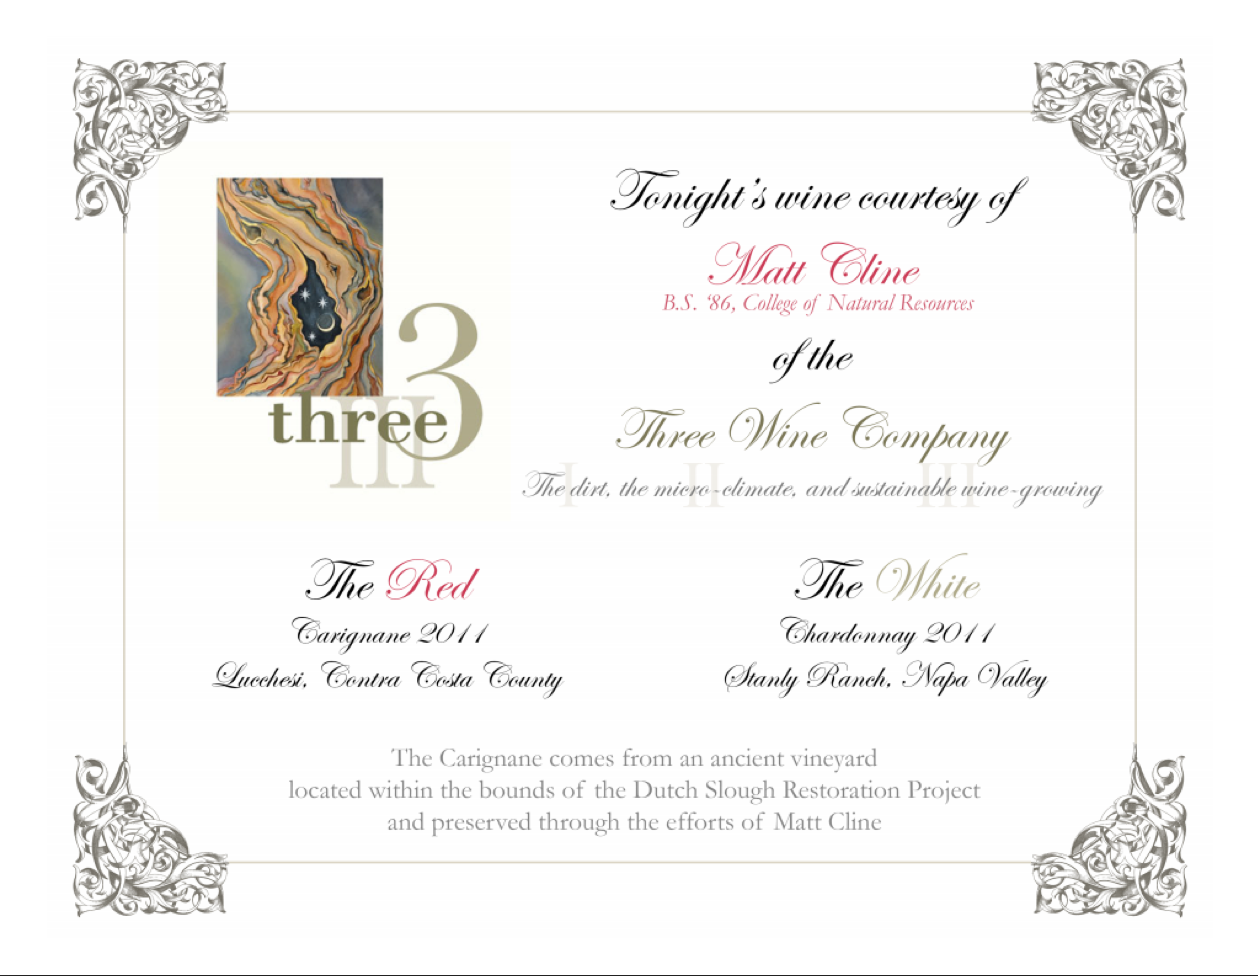 three
3
III
Tonight's wine courtesy of
Matt Cline
B.S. '86, College of Natural Resources
of the
Three Wine Company
I II III
The dirt, the micro-climate, and sustainable wine-growing
The Red
Carignane 2011
Lucchesi, Contra Costa County
The White
Chardonnay 2011
Stanly Ranch, Napa Valley
The Carignane comes from an ancient vineyard
located within the bounds of the Dutch Slough Restoration Project
and preserved through the efforts of Matt Cline